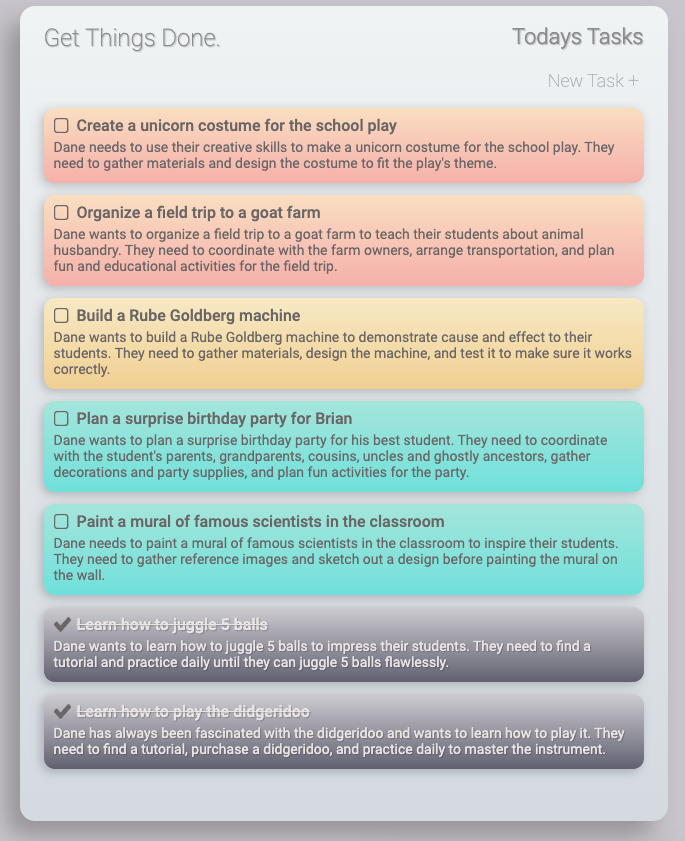 Get Things Done.
Todays Tasks
New Task +
Create a unicorn costume for the school play
Dane needs to use their creative skills to make a unicorn costume for the school play. They
need to gather materials and design the costume to fit the play's theme.
Organize a field trip to a goat farm
Dane wants to organize a field trip to a goat farm to teach their students about animal
husbandry. They need to coordinate with the farm owners, arrange transportation, and plan
fun and educational activities for the field trip.
Build a Rube Goldberg machine
Dane wants to build a Rube Goldberg machine to demonstrate cause and effect to their
students. They need to gather materials, design the machine, and test it to make sure it works
correctly.
Plan a surprise birthday party for Brian
Dane wants to plan a surprise birthday party for his best student. They need to coordinate
with the student's parents, grandparents, cousins, uncles and ghostly ancestors, gather
decorations and party supplies, and plan fun activities for the party.
Paint a mural of famous scientists in the classroom
Dane needs to paint a mural of famous scientists in the classroom to inspire their students.
They need to gather reference images and sketch out a design before painting the mural on
the wall.
Learn how to juggle 5 balls
Dane wants to learn how to juggle 5 balls to impress their students. They need to find a
tutorial and practice daily until they can juggle 5 balls flawlessly.
Learn how to play the didgeridoo
Dane has always been fascinated with the didgeridoo and wants to learn how to play it. They
need to find a tutorial, purchase a didgeridoo, and practice daily to master the instrument.